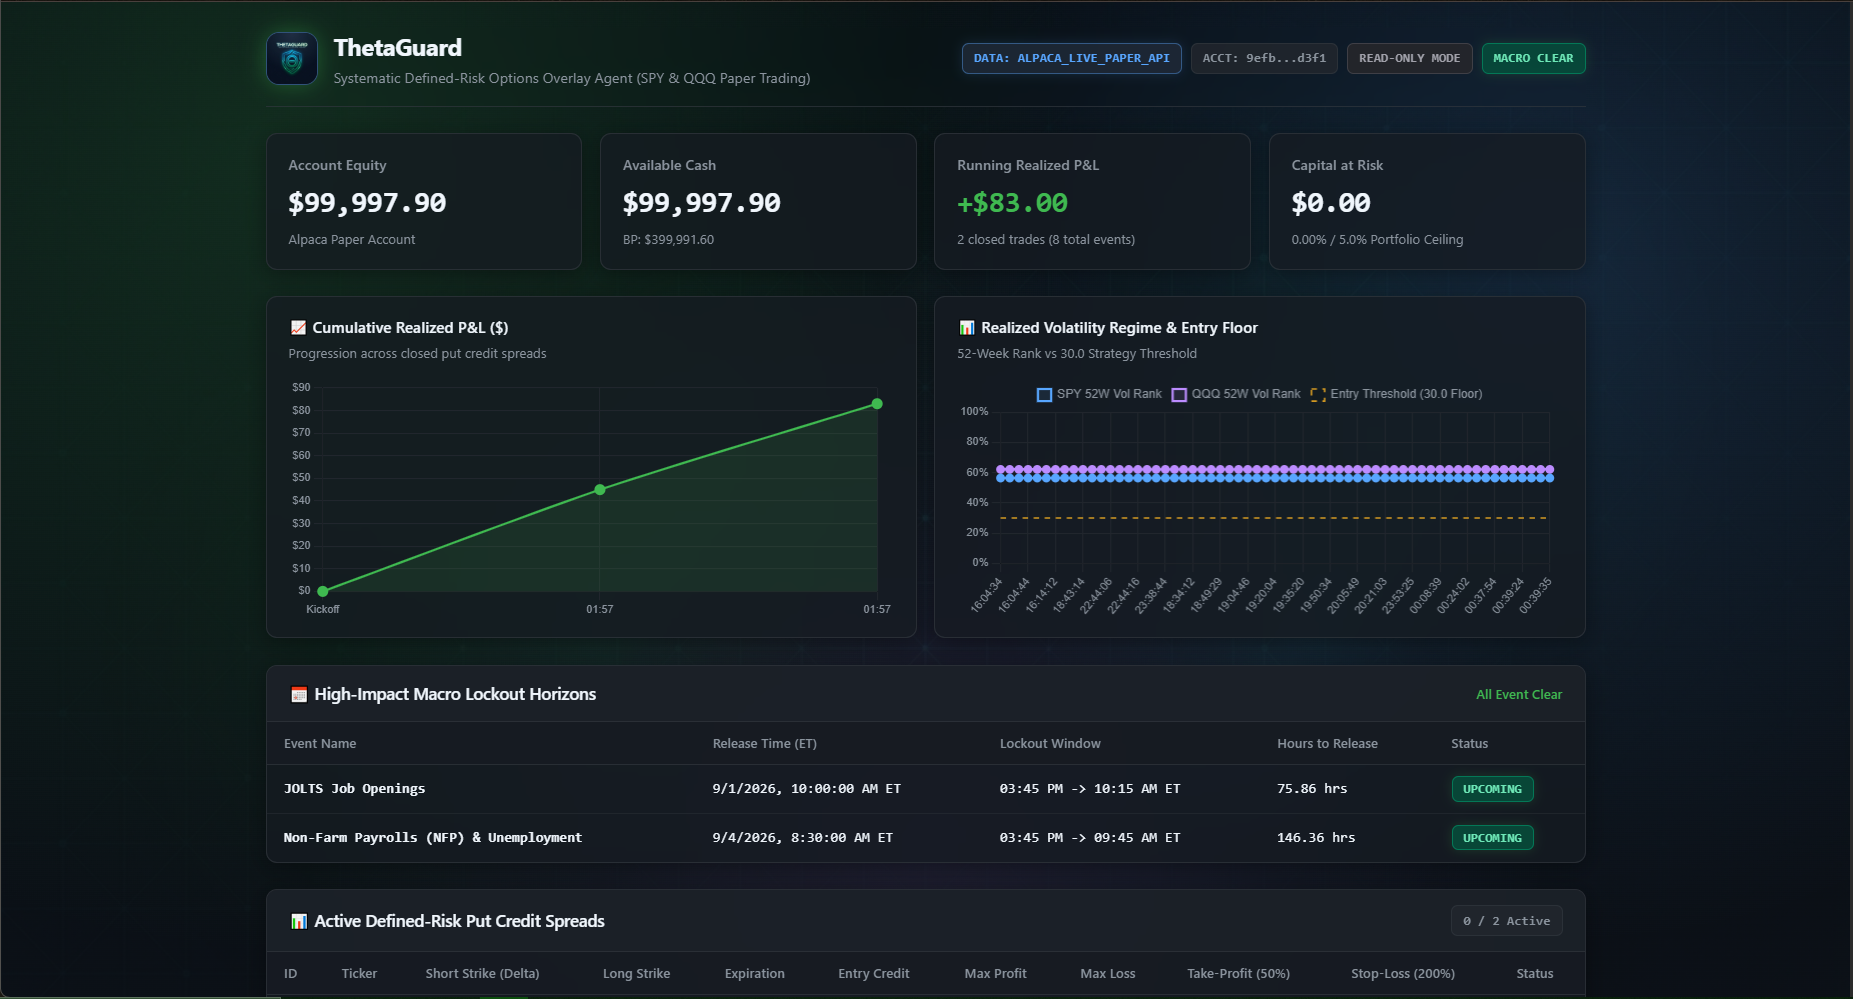 THETAGUARD
ThetaGuard
Systematic Defined-Risk Options Overlay Agent (SPY & QQQ Paper Trading)
DATA: ALPACA_LIVE_PAPER_API
ACCT: 9efb...d3f1
READ-ONLY MODE
MACRO CLEAR
Account Equity
$99,997.90
Alpaca Paper Account
Available Cash
$99,997.90
BP: $399,991.60
Running Realized P&L
+$83.00
2 closed trades (8 total events)
Capital at Risk
$0.00
0.00% / 5.0% Portfolio Ceiling
Cumulative Realized P&L ($)
Progression across closed put credit spreads
$90
$80
$70
$60
$50
$40
$30
$20
$10
$0
Kickoff 01:57 01:57
Realized Volatility Regime & Entry Floor
52-Week Rank vs 30.0 Strategy Threshold
SPY 52W Vol Rank QQQ 52W Vol Rank Entry Threshold (30.0 Floor)
100%
80%
60%
40%
20%
0%
16:04:34 16:04:44 16:14:12 18:43:14 22:44:06 22:44:16 23:38:44 18:34:12 18:49:29 19:04:46 19:20:04 19:35:20 19:50:34 20:05:49 20:21:03 23:53:25 00:08:39 00:24:02 00:37:54 00:39:24 00:39:35
High-Impact Macro Lockout Horizons
All Event Clear
Event Name Release Time (ET) Lockout Window Hours to Release Status
JOLTS Job Openings 9/1/2026, 10:00:00 AM ET 03:45 PM -> 10:15 AM ET 75.86 hrs UPCOMING
Non-Farm Payrolls (NFP) & Unemployment 9/4/2026, 8:30:00 AM ET 03:45 PM -> 09:45 AM ET 146.36 hrs UPCOMING
Active Defined-Risk Put Credit Spreads
0 / 2 Active
ID Ticker Short Strike (Delta) Long Strike Expiration Entry Credit Max Profit Max Loss Take-Profit (50%) Stop-Loss (200%) Status